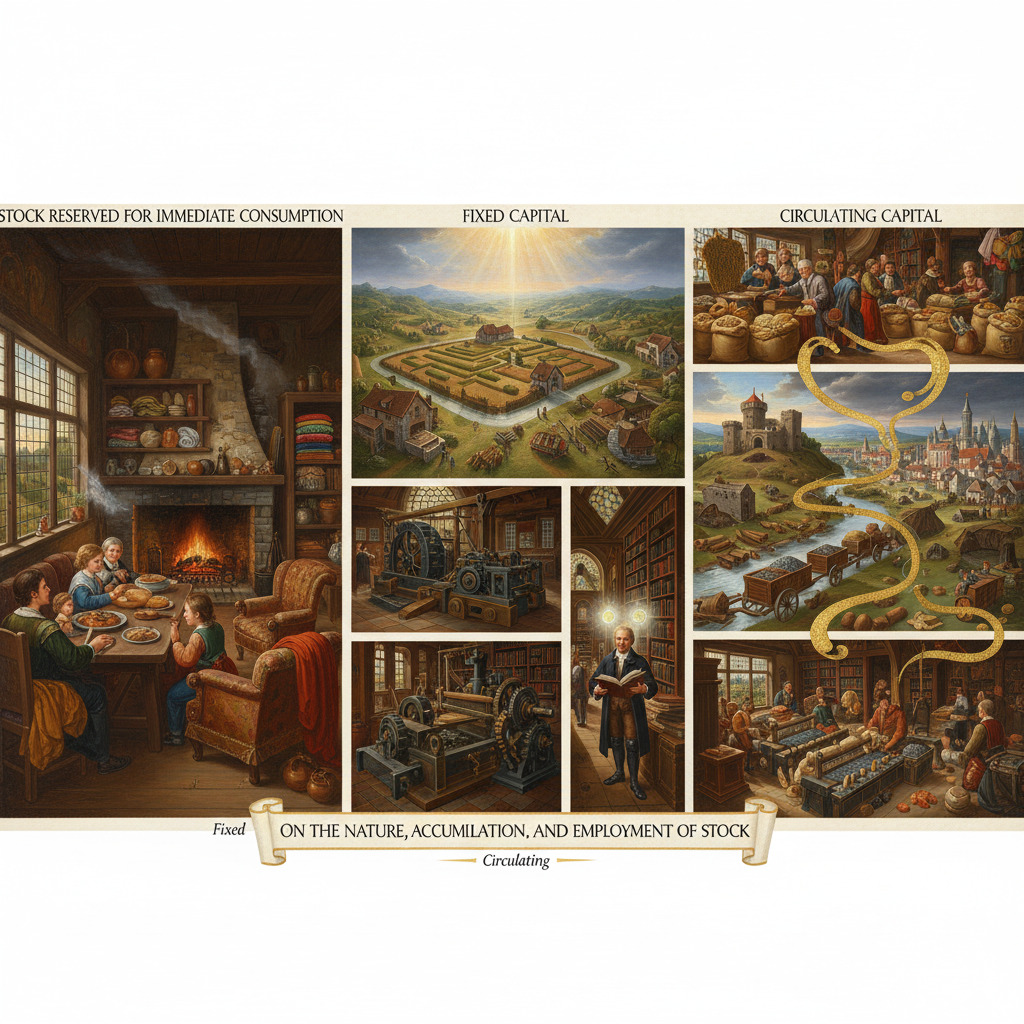 STOCK RESERVED FOR IMMEDIATE CONSUMPTION
FIXED CAPITAL
CIRCULATING CAPITAL
Fixed
ON THE NATURE, ACCUMILATION, AND EMPLOYMENT OF STOCK
Circulating